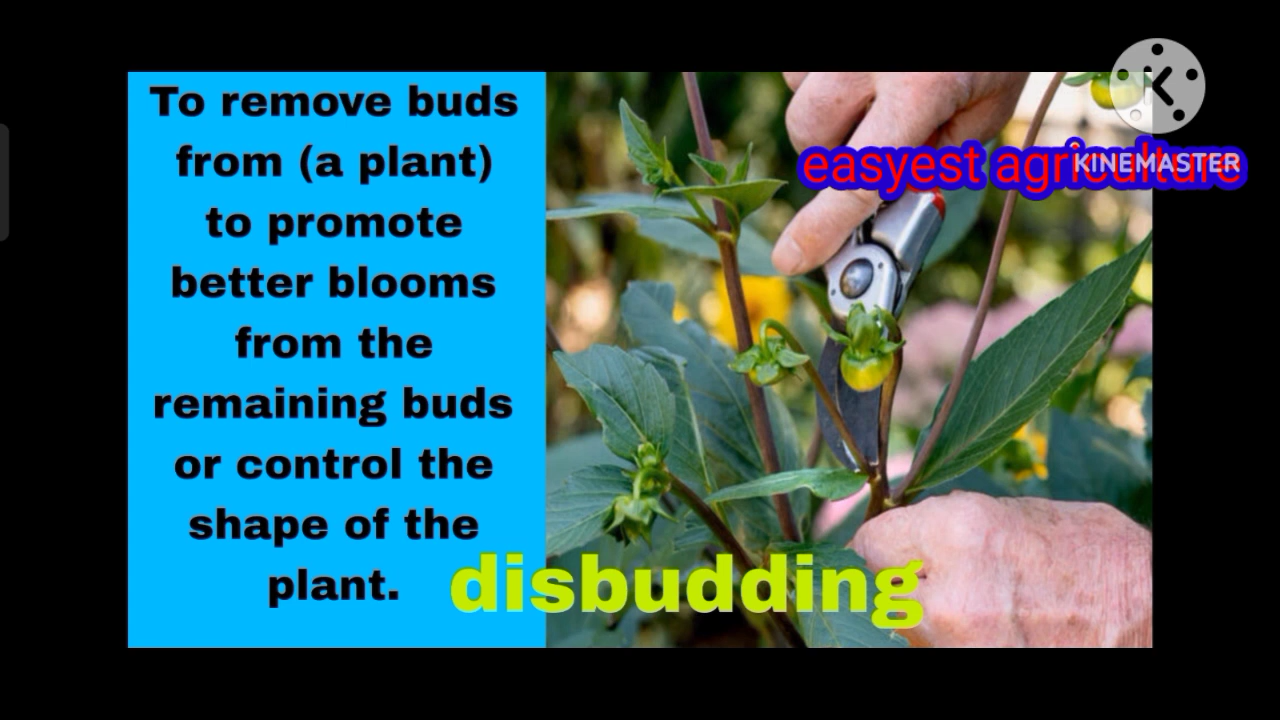 To remove buds
from (a plant)
to promote
better blooms
from the
remaining buds
or control the
shape of the
plant.
disbudding
easyest agriculture
KINEMASTER